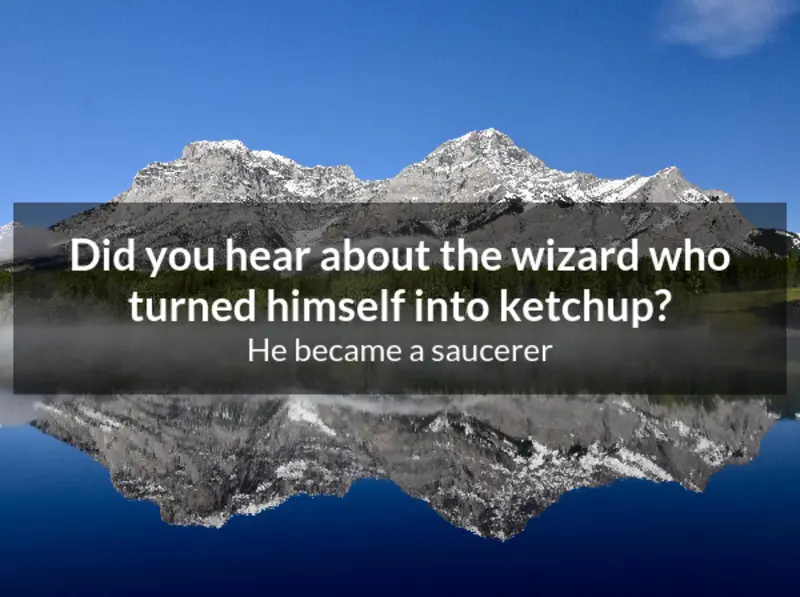 Did you hear about the wizard who
turned himself into ketchup?
He became a saucerer